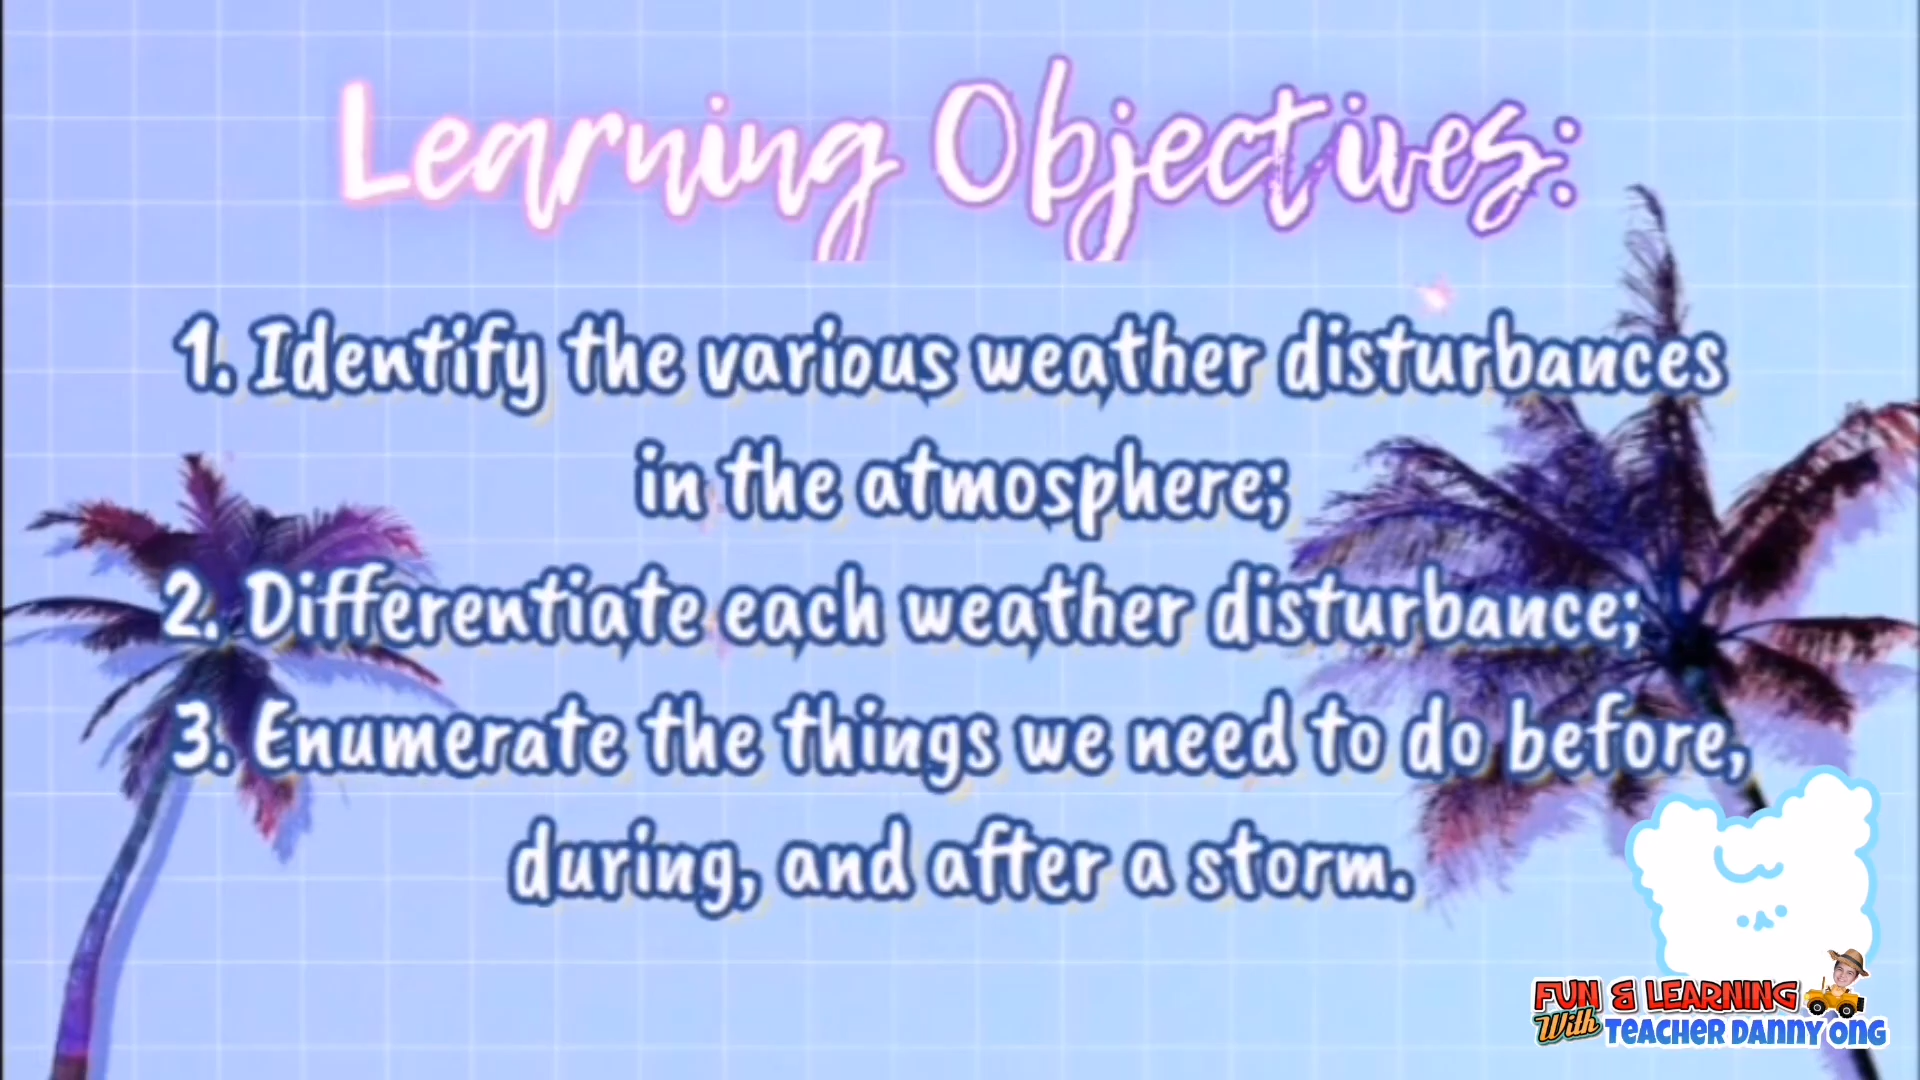 Learning Objectives:
1. Identify the various weather disturbances
in the atmosphere;
2. Differentiate each weather disturbance;
3. Enumerate the things we need to do before,
during, and after a storm.
FUN & LEARNING
With TEACHER DANNY ONG